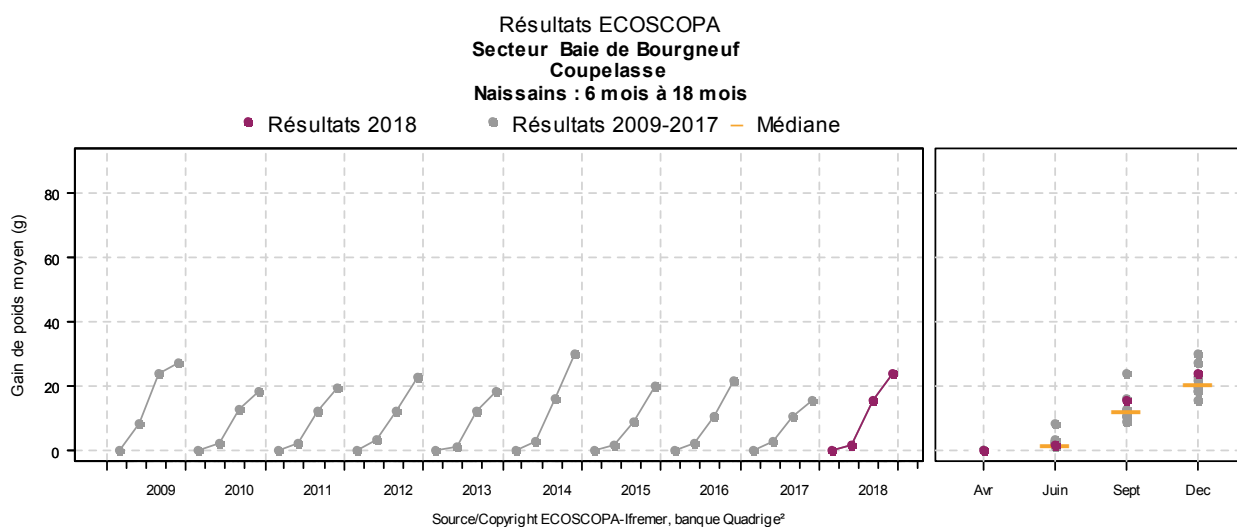 Résultats ECOSCOPA
Secteur Baie de Bourgneuf
Coupelasse
Naissains : 6 mois à 18 mois
Résultats 2018 Résultats 2009-2017 Médiane
Gain de poids moyen (g)
80
60
40
20
0
2009 2010 2011 2012 2013 2014 2015 2016 2017 2018
Avr Juin Sept Dec
Source/Copyright ECOSCOPA-Ifremer, banque Quadrige²